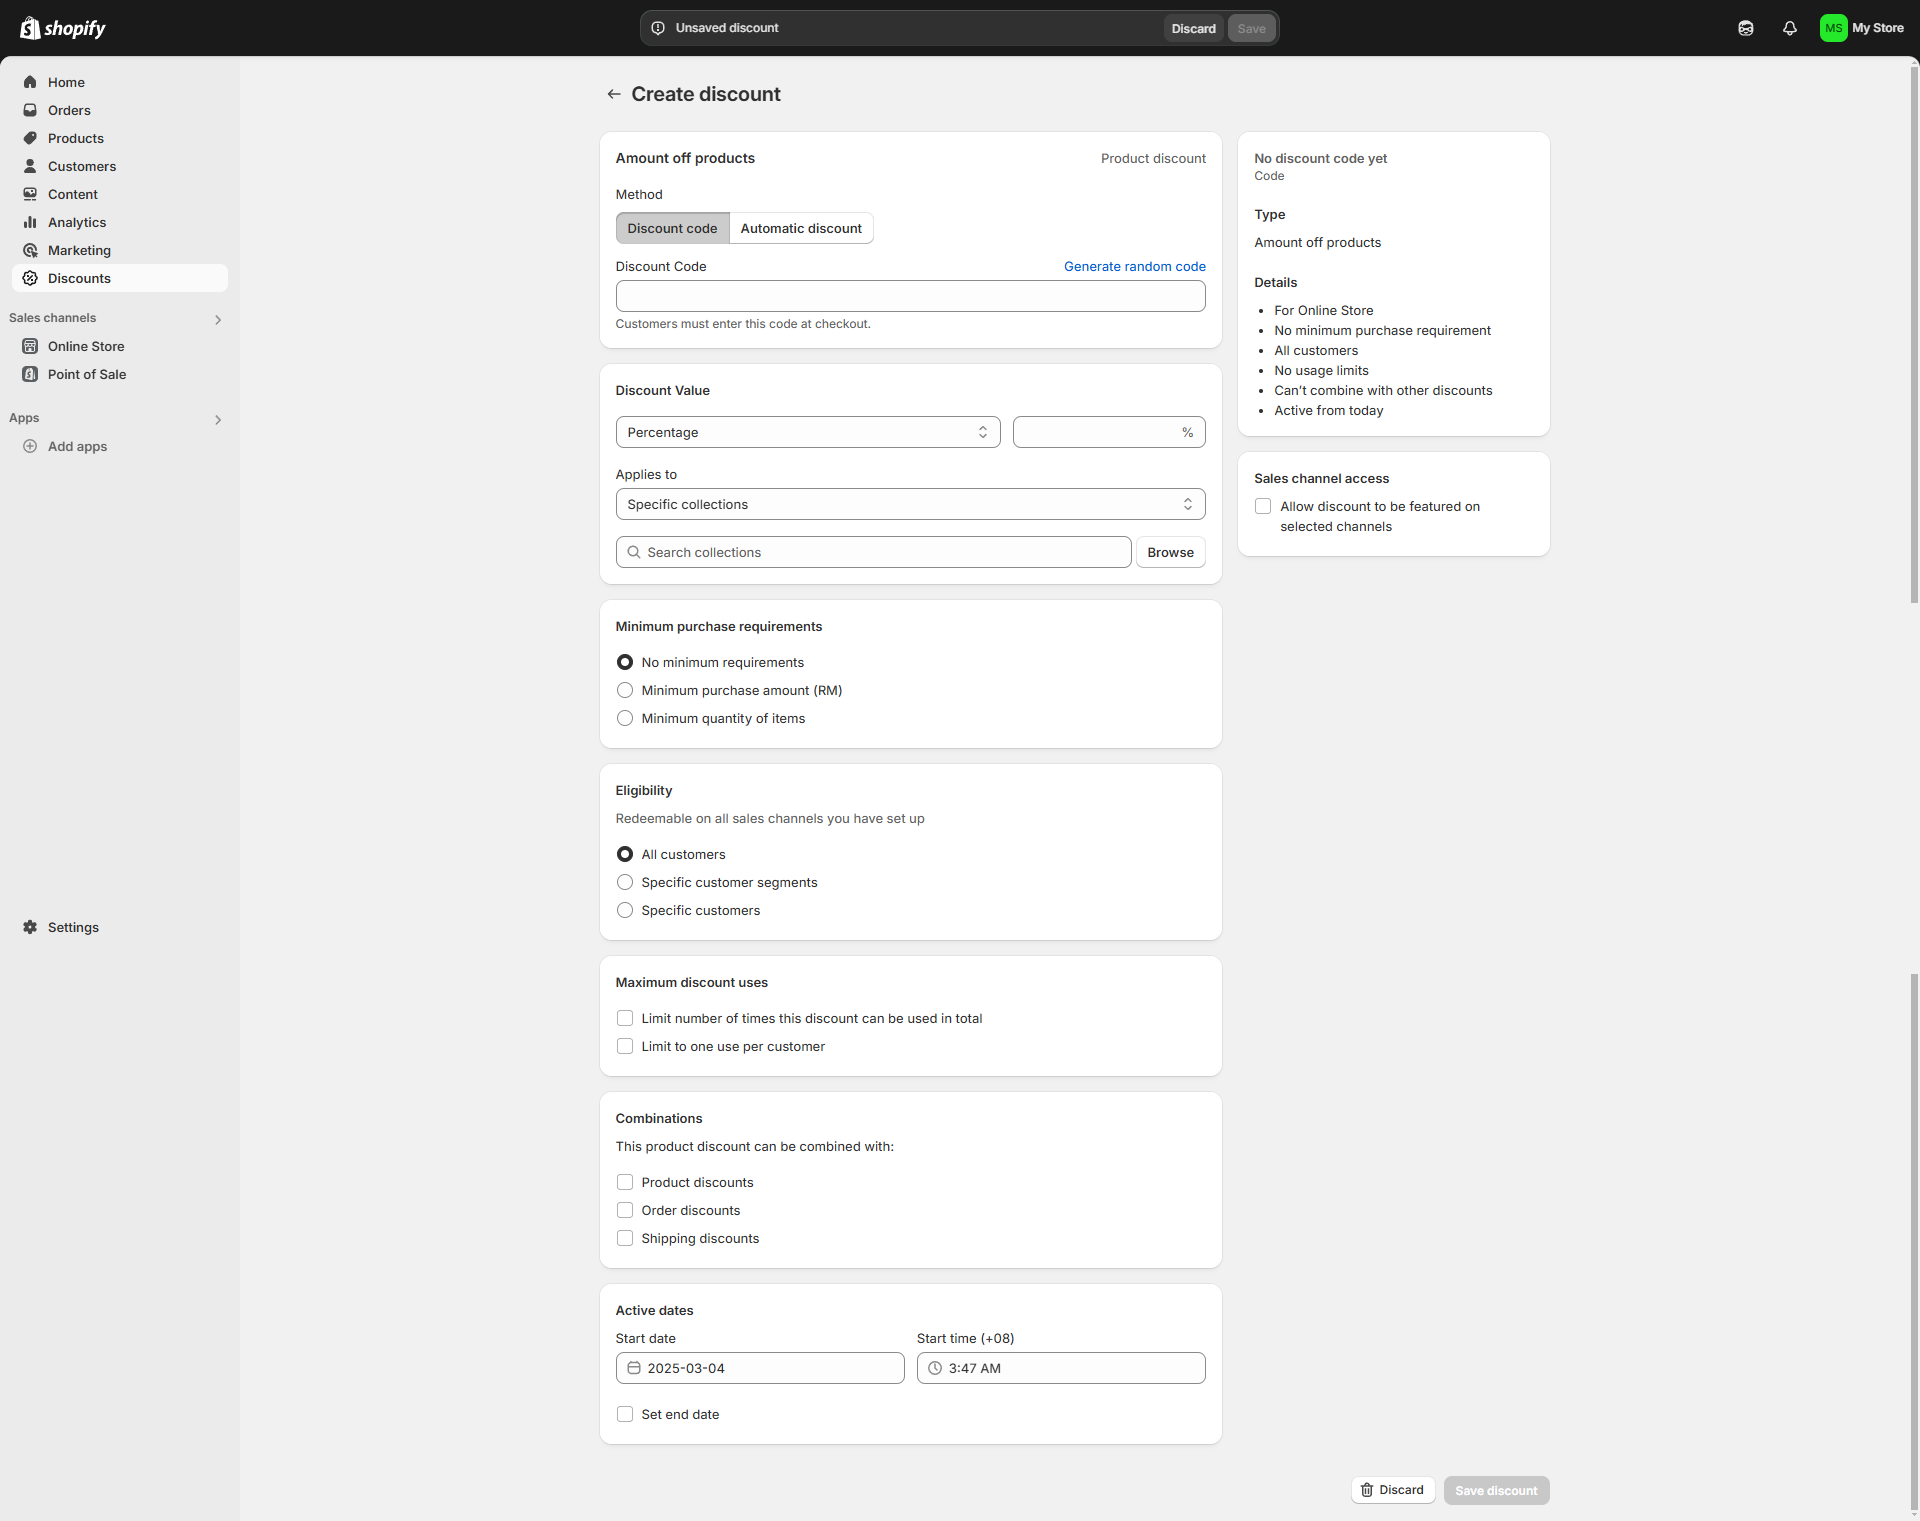 shopify
Unsaved discount
Discard
Save
MS
My Store
Home
Orders
Products
Customers
Content
Analytics
Marketing
Discounts
Sales channels
Online Store
Point of Sale
Apps
Add apps
Settings
Create discount
Amount off products
Product discount
Method
Discount code
Automatic discount
Discount Code
Generate random code
Customers must enter this code at checkout.
Discount Value
Percentage
%
Applies to
Specific collections
Search collections
Browse
Minimum purchase requirements
No minimum requirements
Minimum purchase amount (RM)
Minimum quantity of items
Eligibility
Redeemable on all sales channels you have set up
All customers
Specific customer segments
Specific customers
Maximum discount uses
Limit number of times this discount can be used in total
Limit to one use per customer
Combinations
This product discount can be combined with:
Product discounts
Order discounts
Shipping discounts
Active dates
Start date
Start time (+08)
2025-03-04
3:47 AM
Set end date
No discount code yet
Code
Type
Amount off products
Details
• For Online Store
• No minimum purchase requirement
• All customers
• No usage limits
• Can't combine with other discounts
• Active from today
Sales channel access
Allow discount to be featured on
selected channels
Discard
Save discount